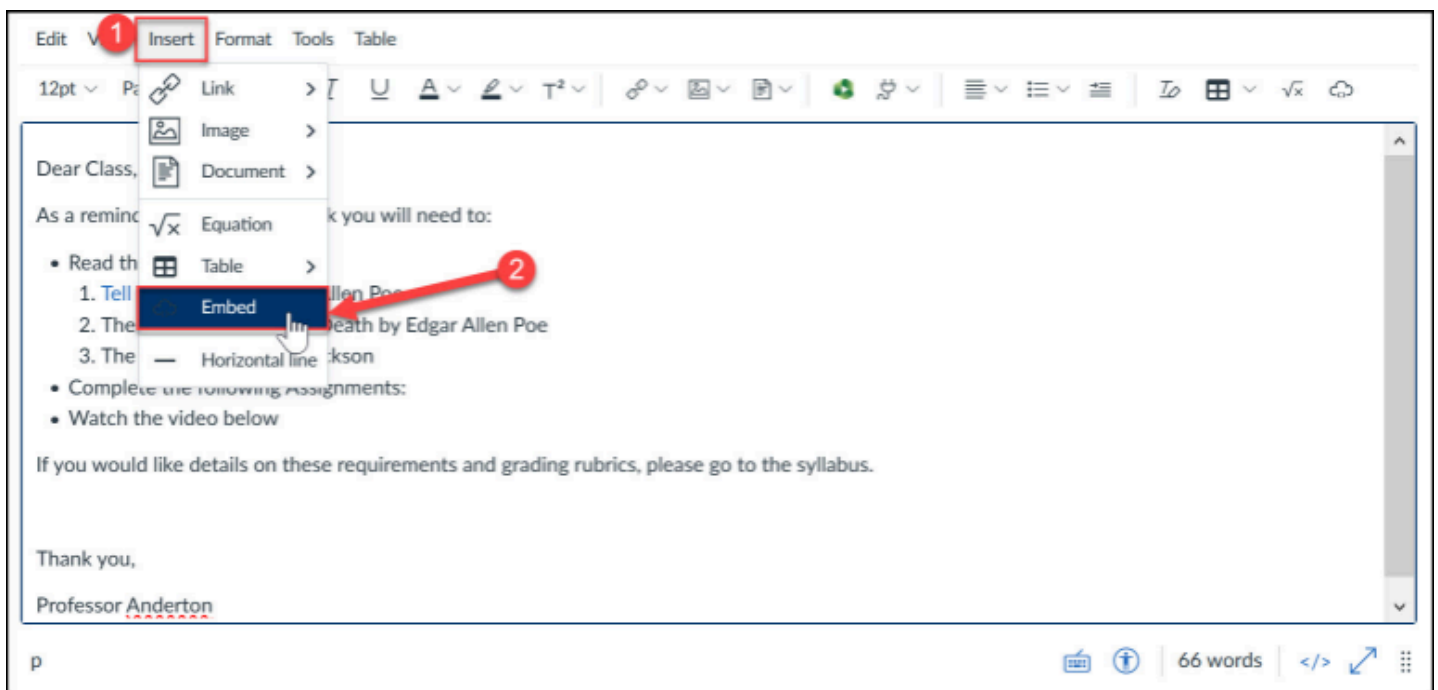 Edit V 1 Insert Format Tools Table
12pt Pa I U A T² √x
Link
Image
Document
Equation
Table
Embed
Horizontal line
2
Dear Class,
As a remind k you will need to:
• Read th
1. Tell llen Poe
2. The Death by Edgar Allen Poe
3. The kson
• Complete the following Assignments:
• Watch the video below
If you would like details on these requirements and grading rubrics, please go to the syllabus.
Thank you,
Professor Anderton
p 66 words </>